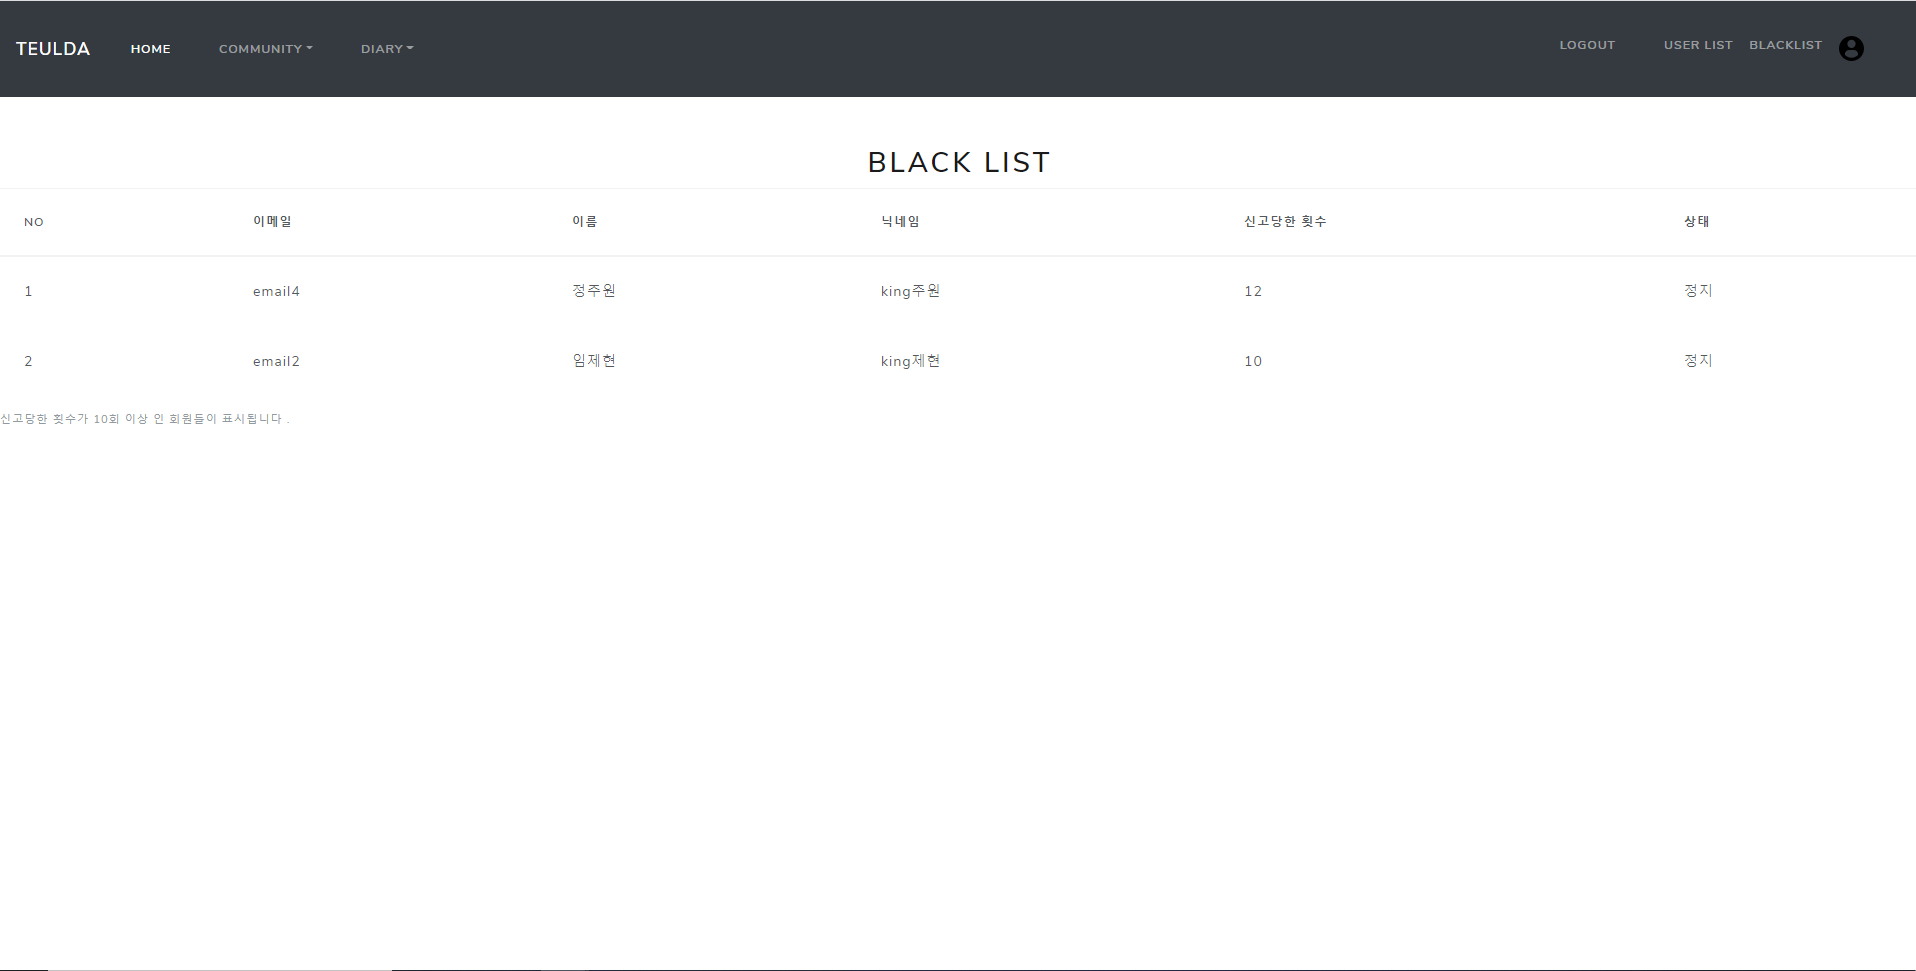 TEULDA HOME COMMUNITY DIARY LOGOUT USER LIST BLACKLIST
BLACK LIST
NO 이메일 이름 닉네임 신고당한 횟수 상태
1 email4 정주원 king주원 12 정지
2 email2 임제현 king제현 10 정지
신고당한 횟수가 10회 이상 인 회원들이 표시됩니다 .